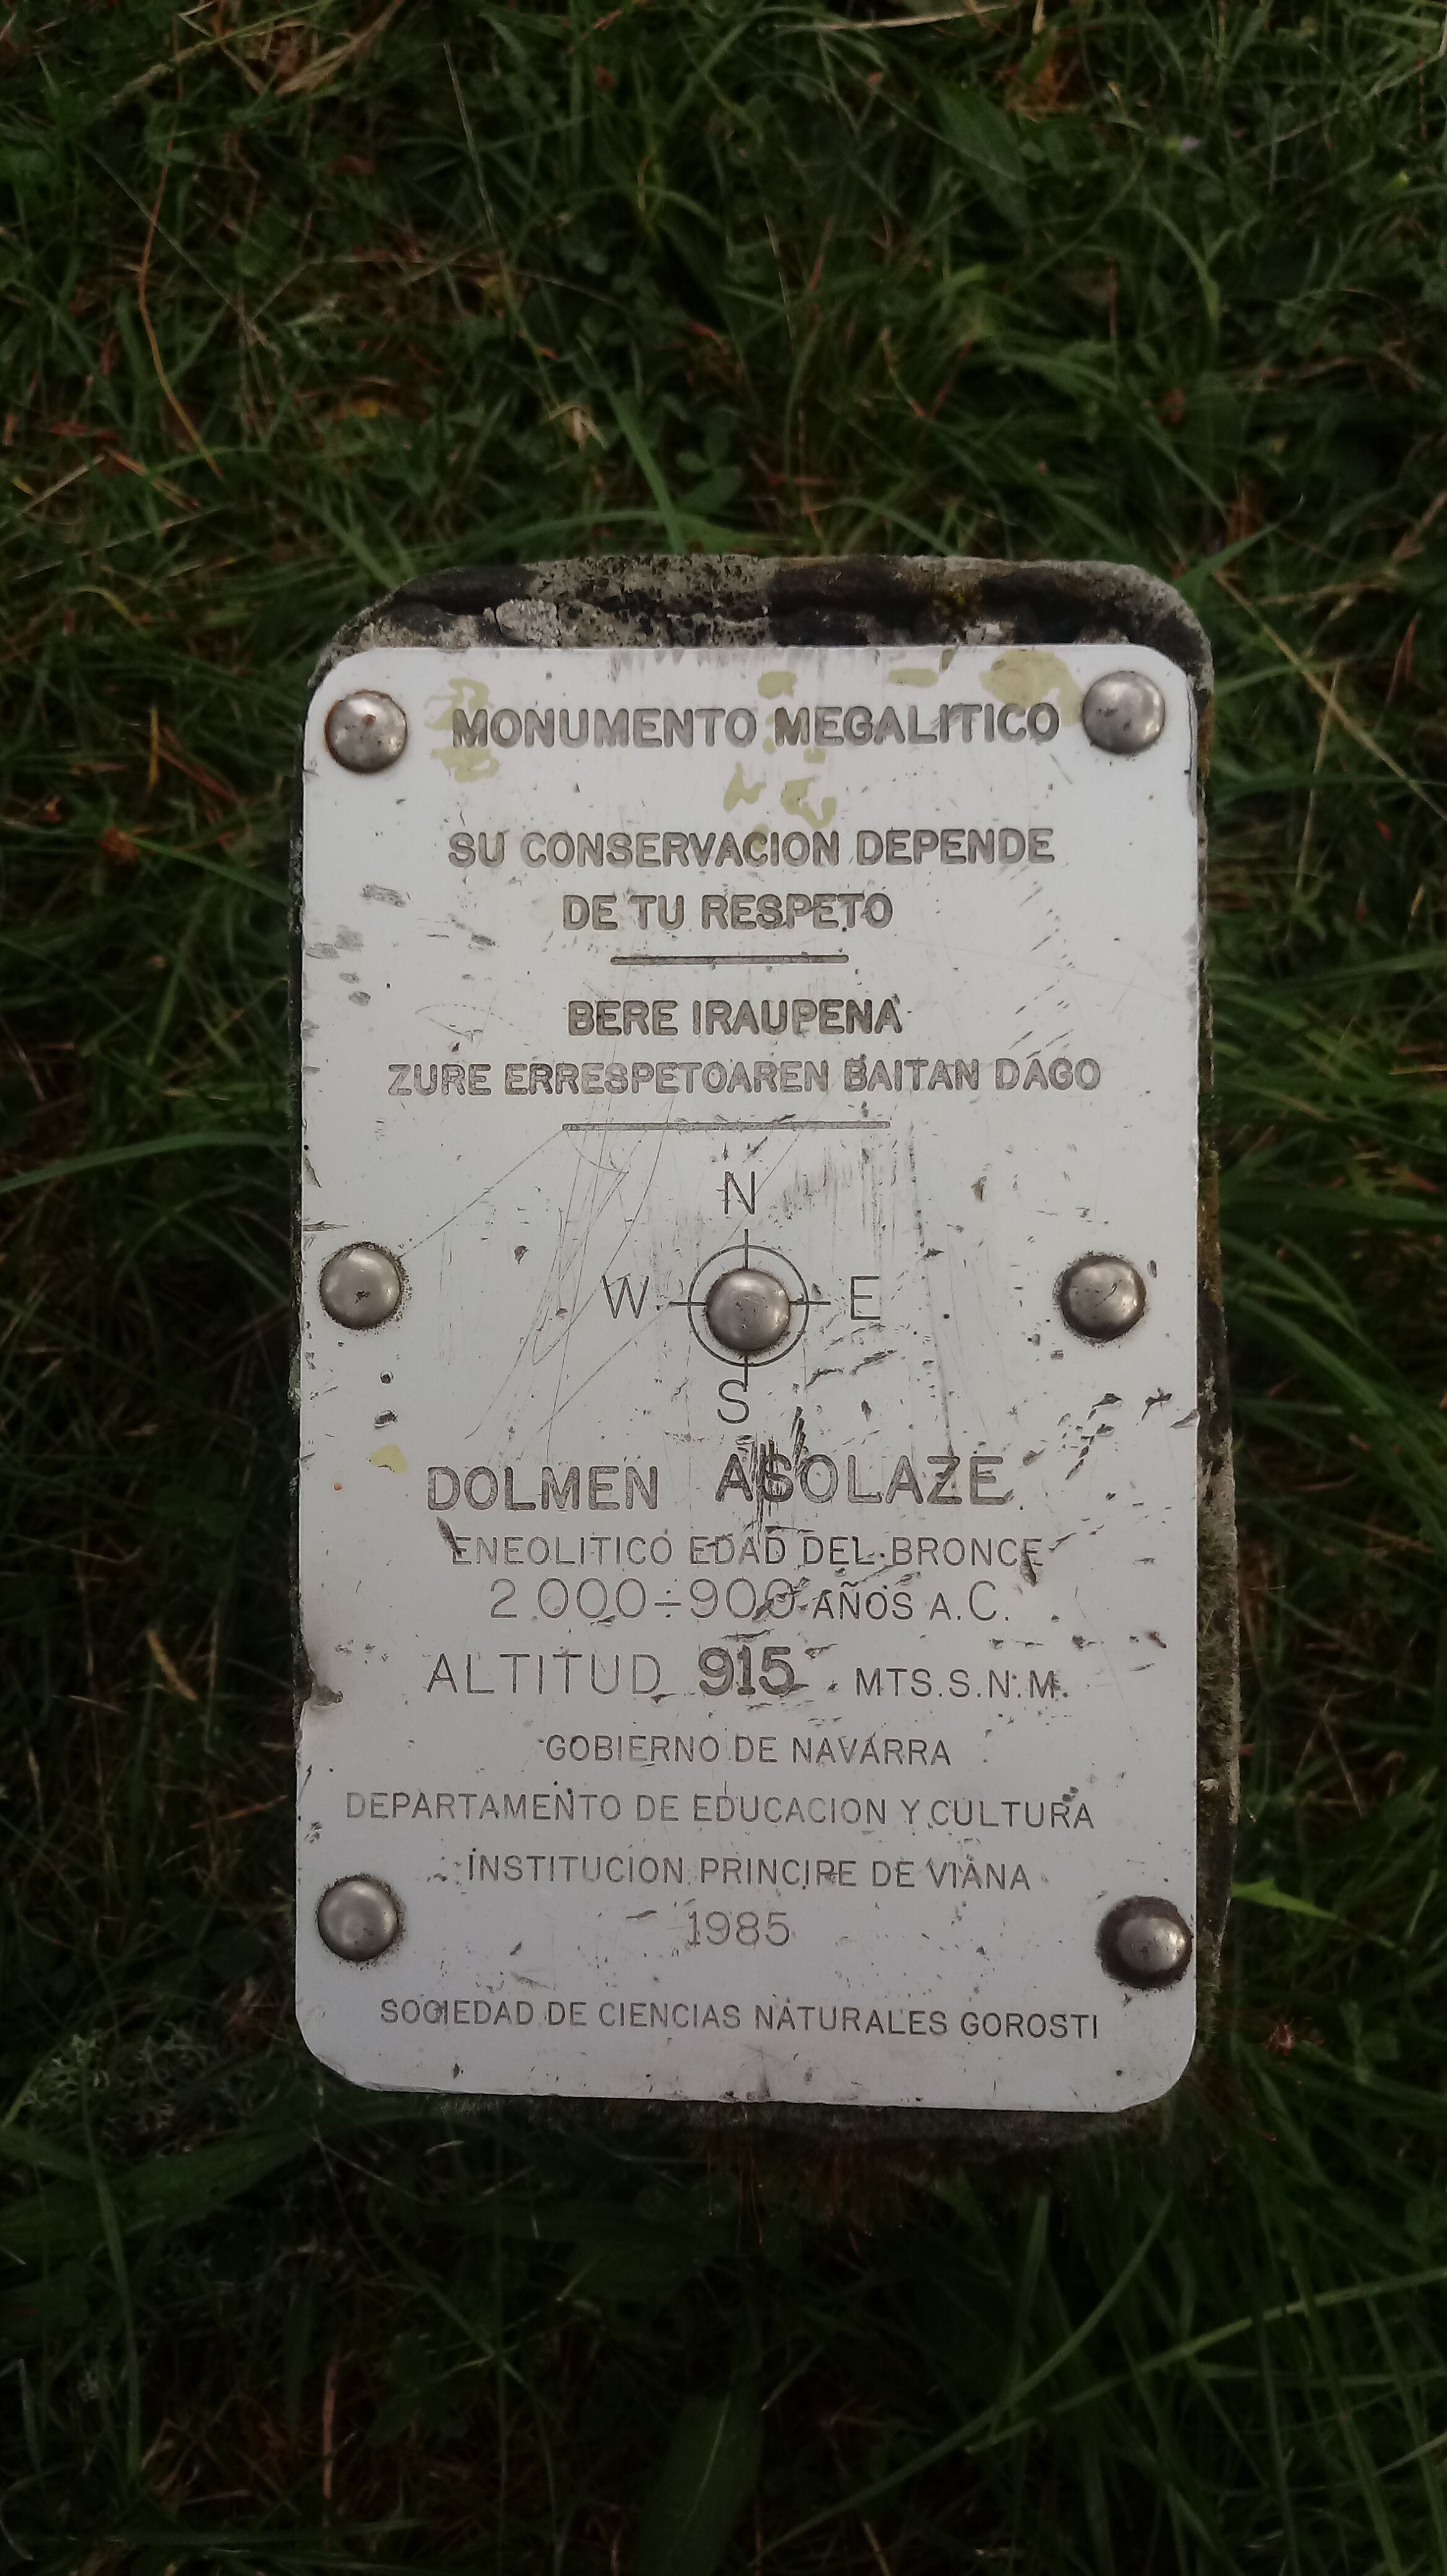 MONUMENTO MEGALITICO
SU CONSERVACION DEPENDE
DE TU RESPETO
BERE IRAUPENA
ZURE ERRESPETOAREN BAITAN DAGO
N
W E
S
DOLMEN ASOLAZE
ENEOLITICO EDAD DEL BRONCE
2.000÷900 AÑOS A.C.
ALTITUD 915 MTS.S.N.M.
GOBIERNO DE NAVARRA
DEPARTAMENTO DE EDUCACION Y CULTURA
INSTITUCION PRINCIPE DE VIANA
1985
SOCIEDAD DE CIENCIAS NATURALES GOROSTI